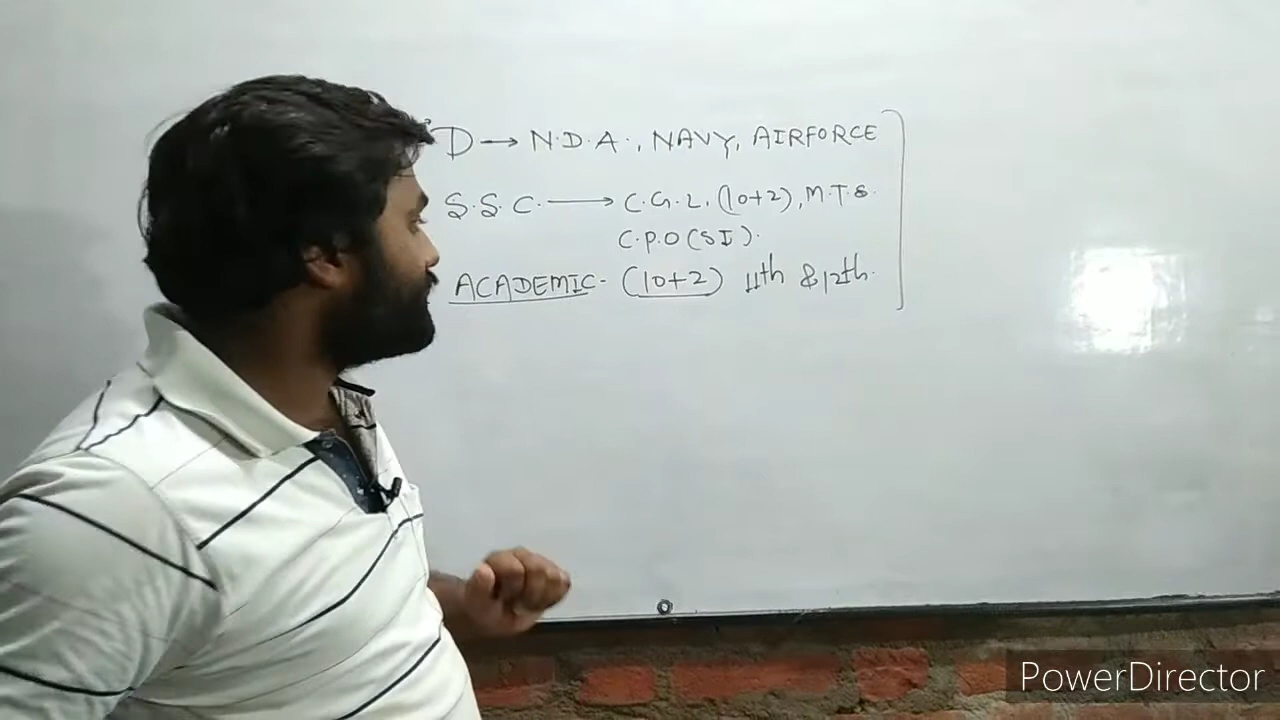 D → N.D.A., NAVY, AIRFORCE
S.S.C. → C.G.L. (10+2), M.T.S.
C.P.O (SI).
ACADEMIC - (10+2) 11th & 12th.
PowerDirector